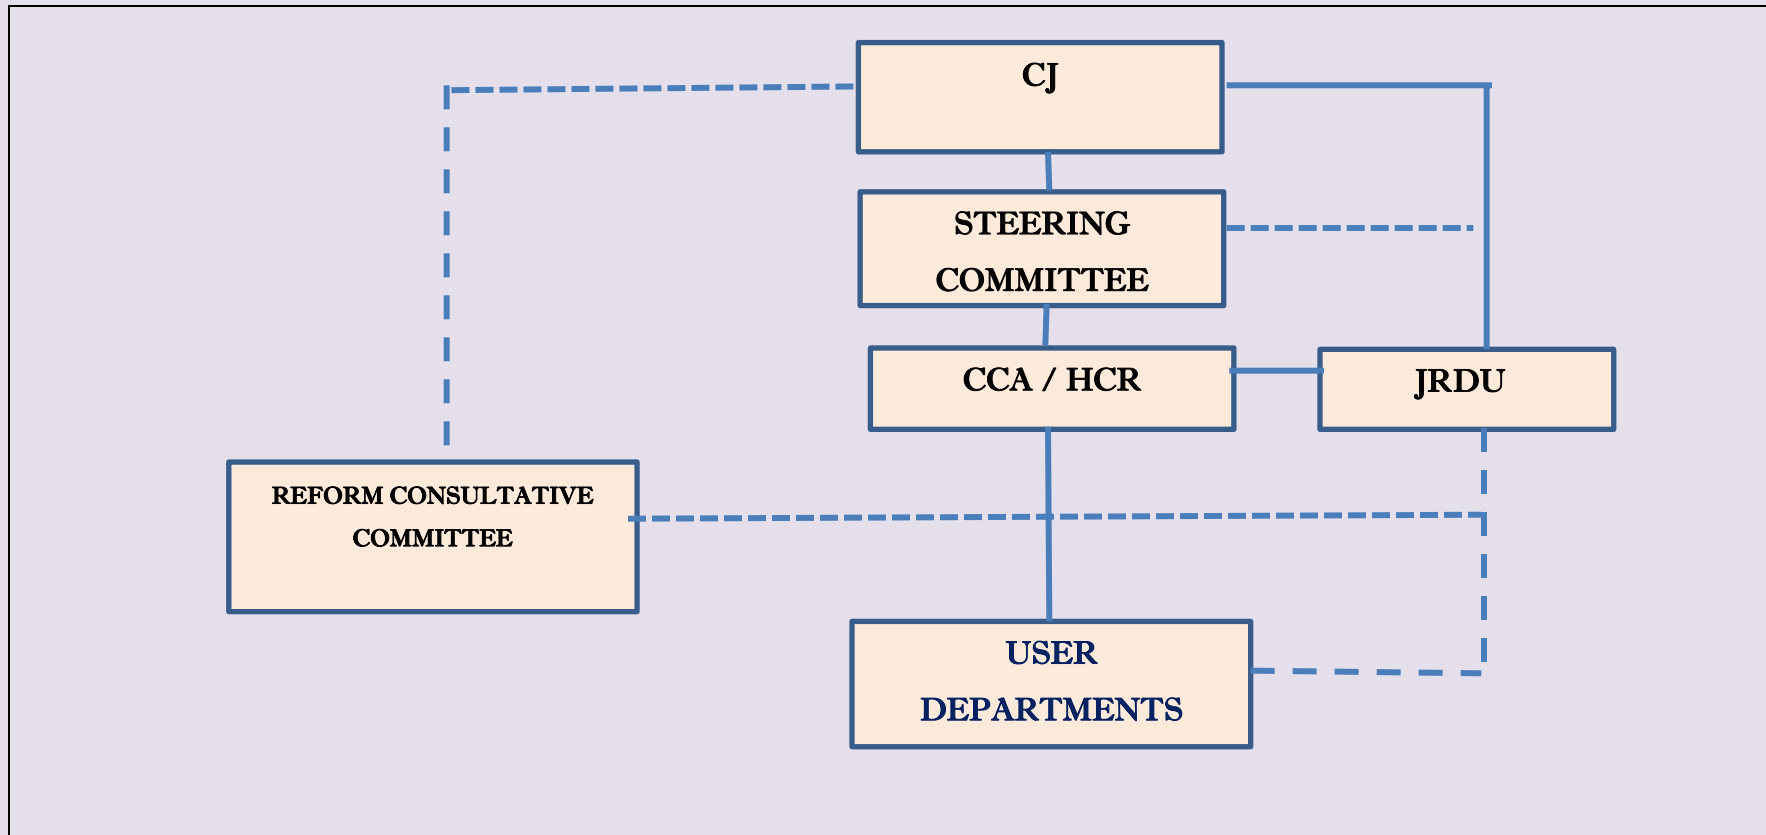 CJ
STEERING
COMMITTEE
CCA / HCR
JRDU
REFORM CONSULTATIVE
COMMITTEE
USER
DEPARTMENTS